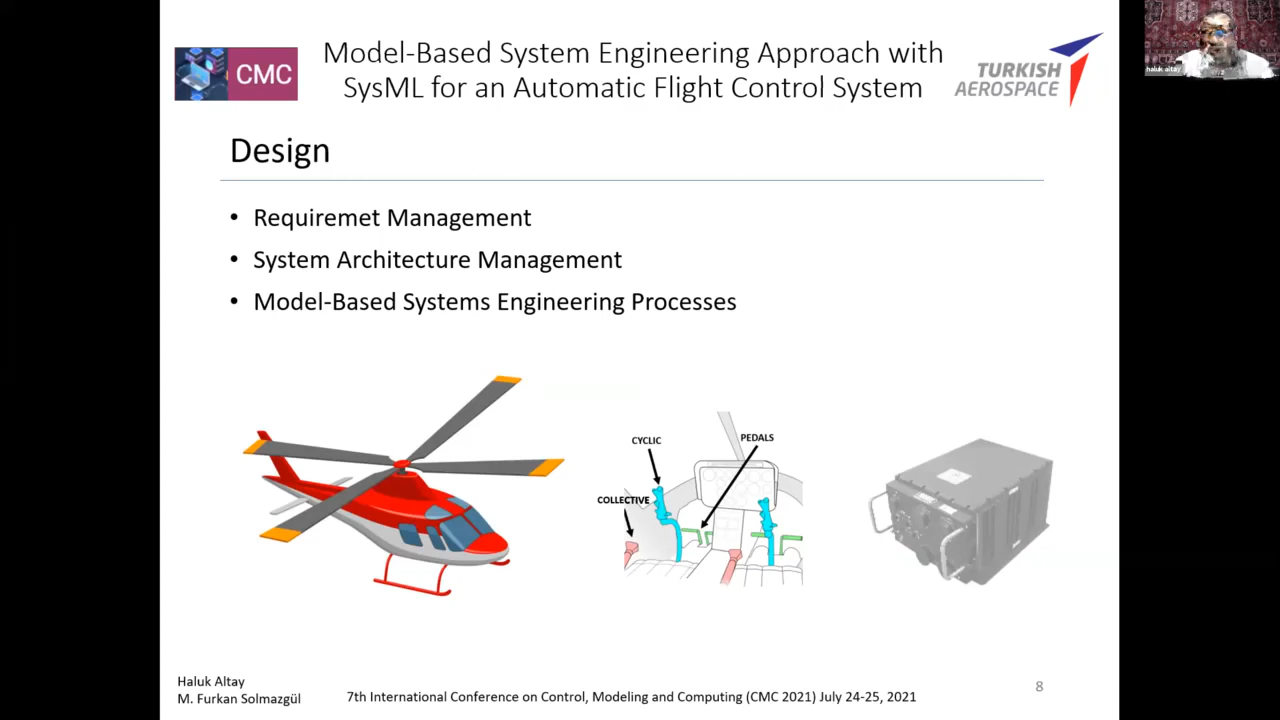 CMC
Model-Based System Engineering Approach with
SysML for an Automatic Flight Control System
TURKISH
AEROSPACE
haluk altay
Design
• Requiremet Management
• System Architecture Management
• Model-Based Systems Engineering Processes
CYCLIC
PEDALS
COLLECTIVE
Haluk Altay
M. Furkan Solmazgül
7th International Conference on Control, Modeling and Computing (CMC 2021) July 24-25, 2021
8